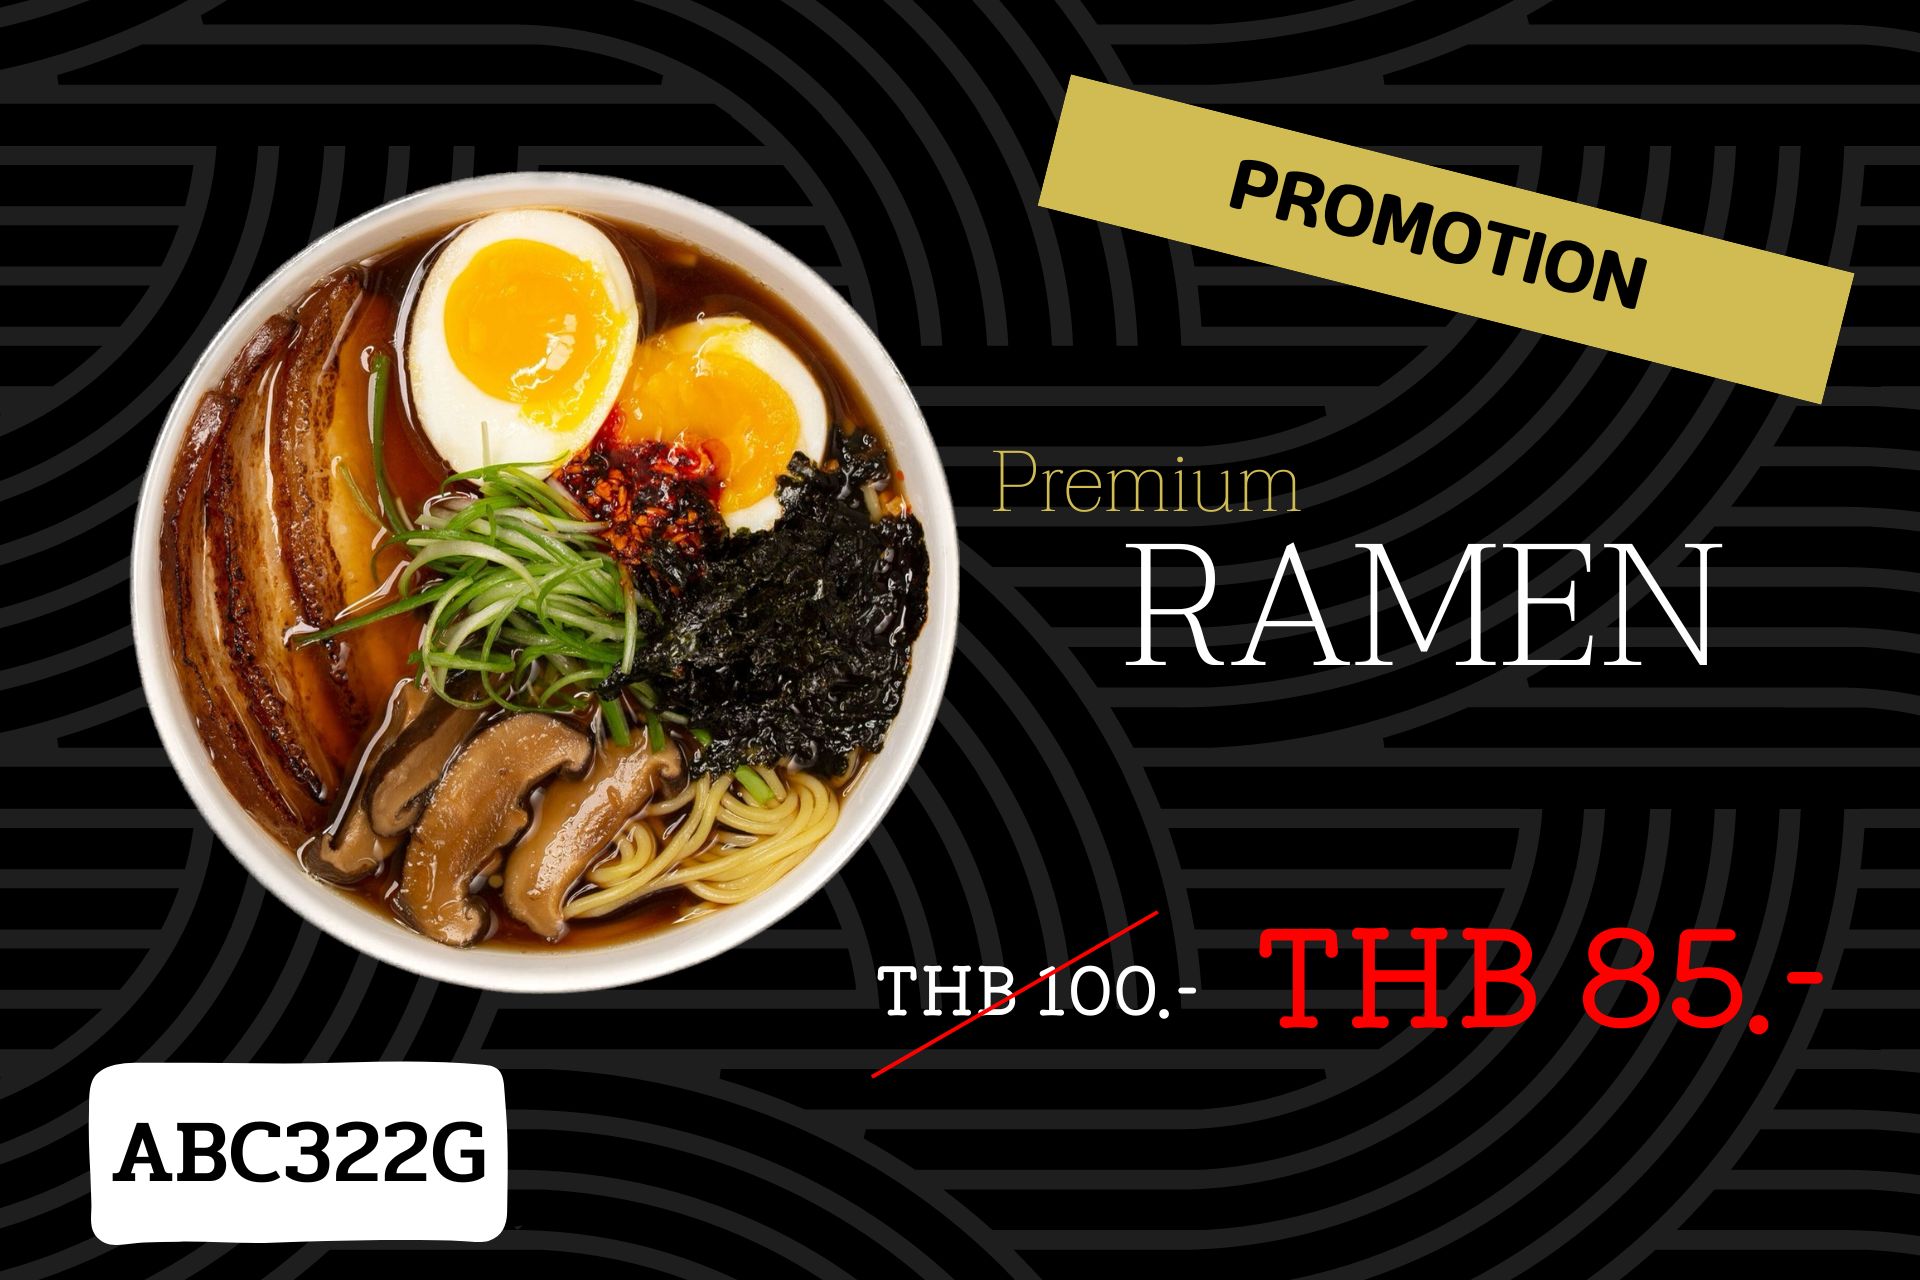 PROMOTION
Premium
RAMEN
THB 100.-
THB 85.-
ABC322G